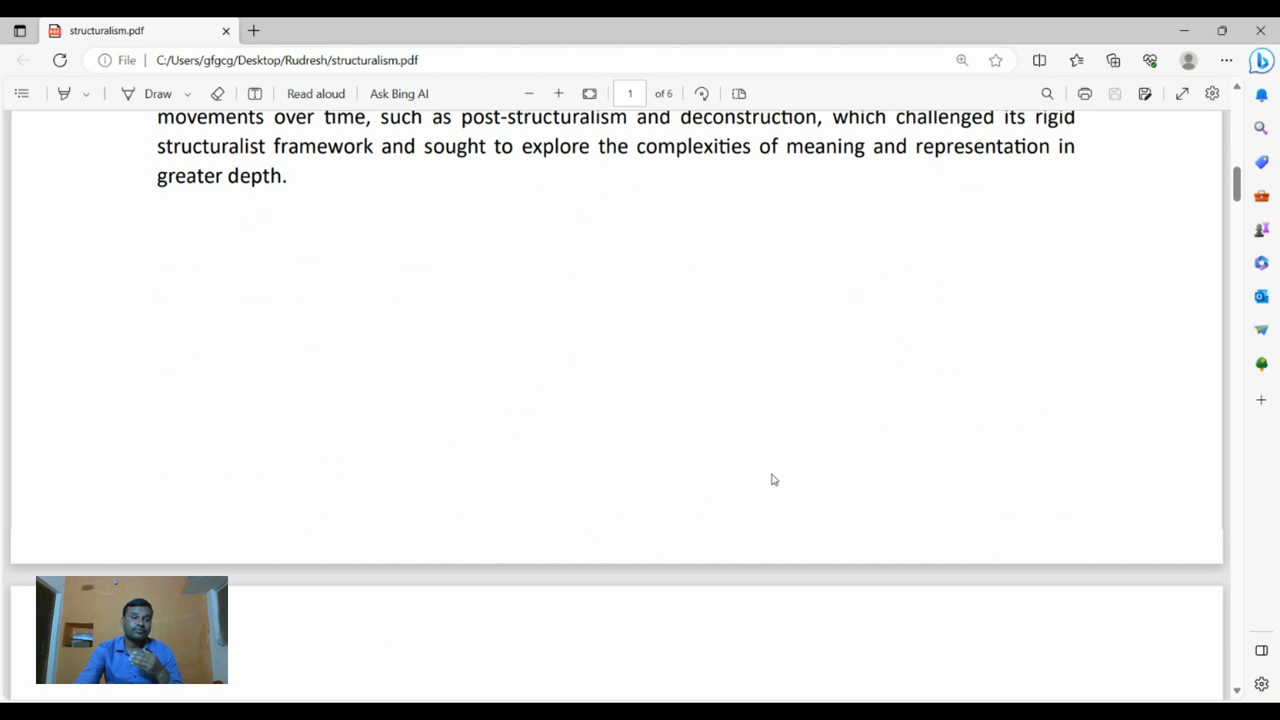 structuralism.pdf
File C:/Users/gfgcg/Desktop/Rudresh/structuralism.pdf
Draw Read aloud Ask Bing AI 1 of 6
movements over time, such as post-structuralism and deconstruction, which challenged its rigid
structuralist framework and sought to explore the complexities of meaning and representation in
greater depth.